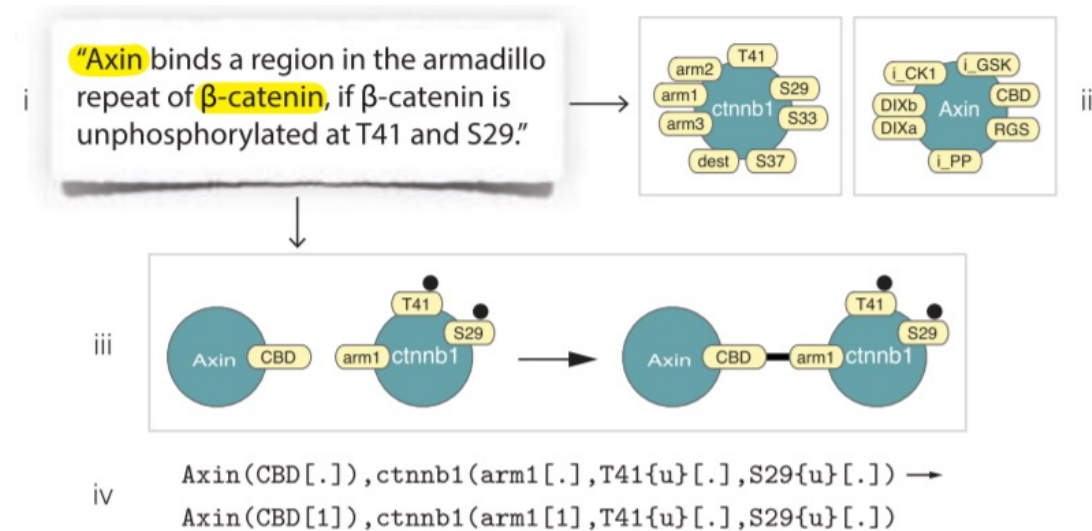 i
“Axin binds a region in the armadillo
repeat of β-catenin, if β-catenin is
unphosphorylated at T41 and S29.”
T41
arm2
S29
arm1
ctnnb1
S33
arm3
dest
S37
i_GSK
i_CK1
CBD
DIXb
Axin
DIXa
RGS
i_PP
ii
iii
Axin
CBD
T41
S29
arm1
ctnnb1
Axin
CBD
T41
S29
arm1
ctnnb1
iv
Axin(CBD[.]),ctnnb1(arm1[.],T41{u}[.],S29{u}[.])
Axin(CBD[1]),ctnnb1(arm1[1],T41{u}[.],S29{u}[.])